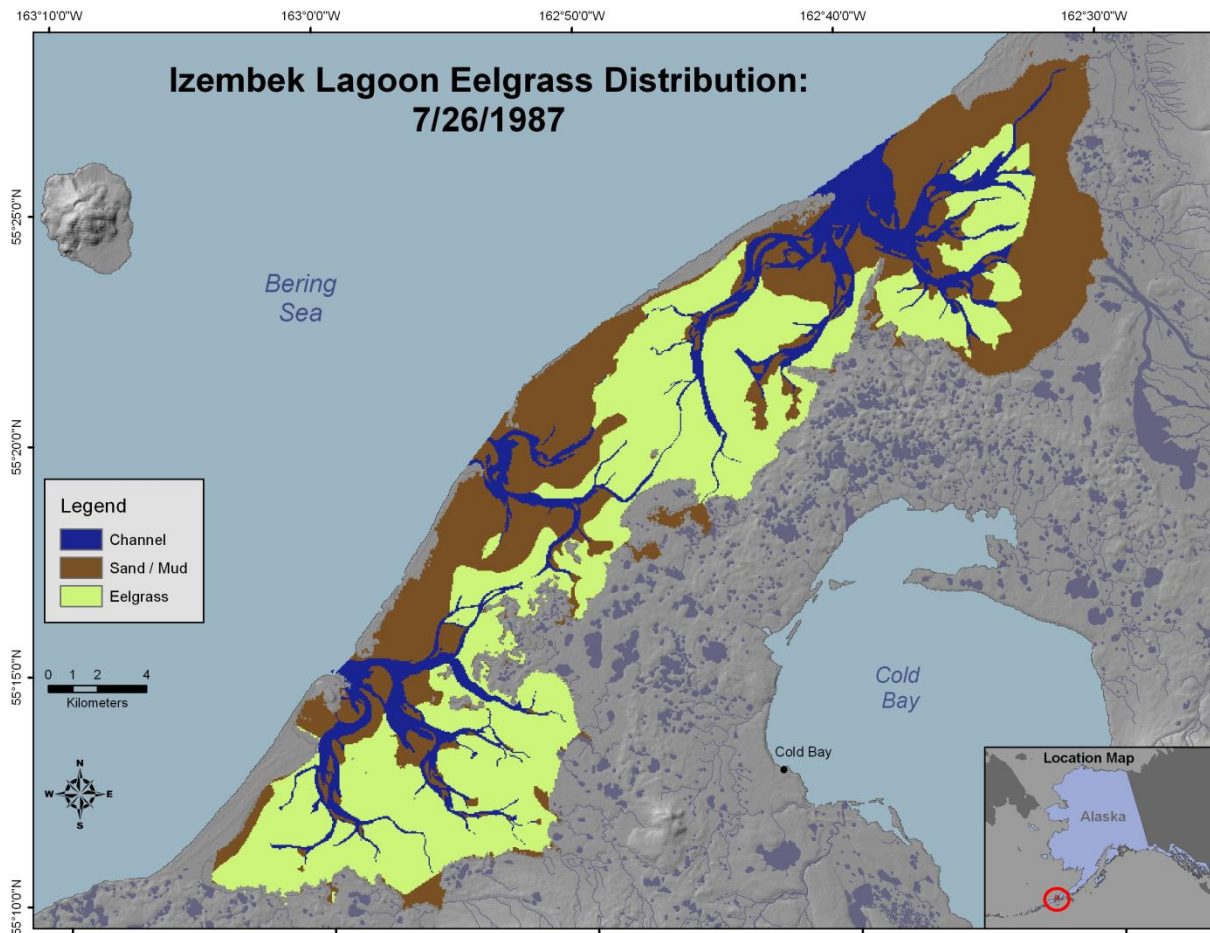 163°10'0"W
163°0'0"W
162°50'0"W
162°40'0"W
162°30'0"W
Izembek Lagoon Eelgrass Distribution:
7/26/1987
55°25'0"N
Bering
Sea
55°20'0"N
Legend
Channel
Sand / Mud
Eelgrass
55°15'0"N
0 1 2 4
Kilometers
Cold
Bay
Cold Bay
N
W E
S
Location Map
Alaska
55°10'0"N